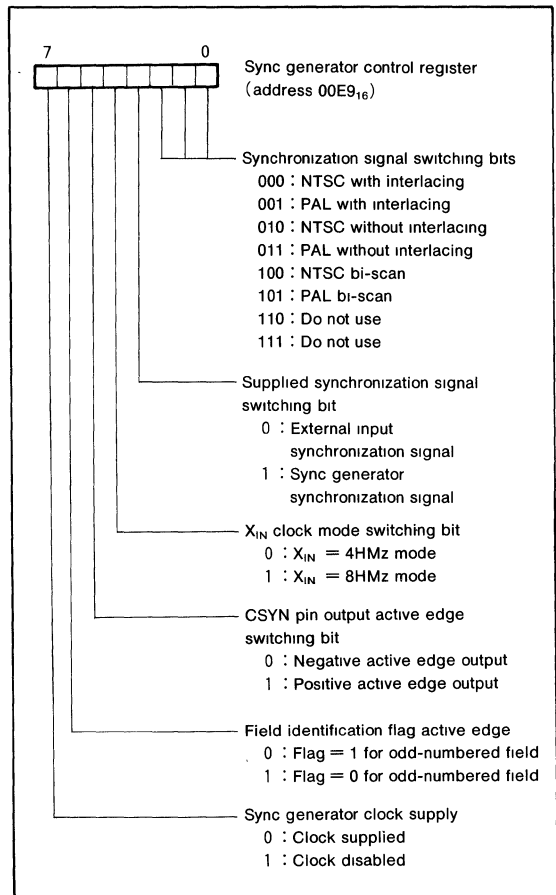 7 0
Sync generator control register
(address 00E9₁₆)
Synchronization signal switching bits
000 : NTSC with interlacing
001 : PAL with interlacing
010 : NTSC without interlacing
011 : PAL without interlacing
100 : NTSC bi-scan
101 : PAL bi-scan
110 : Do not use
111 : Do not use
Supplied synchronization signal
switching bit
0 : External input
synchronization signal
1 : Sync generator
synchronization signal
X_IN clock mode switching bit
0 : X_IN = 4HMz mode
1 : X_IN = 8HMz mode
CSYN pin output active edge
switching bit
0 : Negative active edge output
1 : Positive active edge output
Field identification flag active edge
0 : Flag = 1 for odd-numbered field
1 : Flag = 0 for odd-numbered field
Sync generator clock supply
0 : Clock supplied
1 : Clock disabled